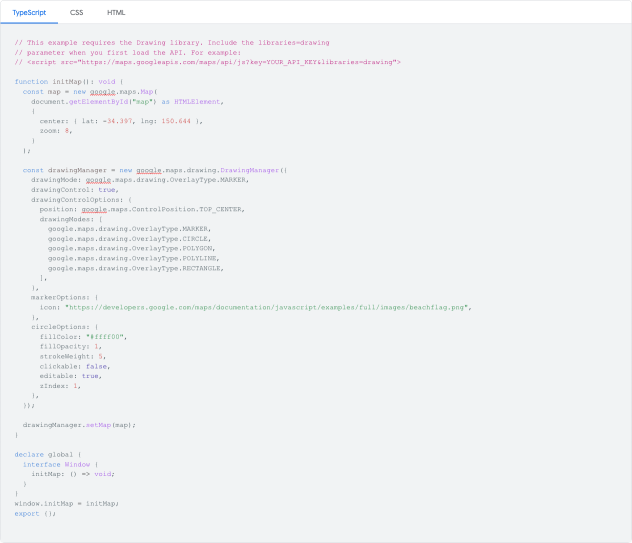 TypeScript CSS HTML
// This example requires the Drawing library. Include the libraries=drawing
// parameter when you first load the API. For example:
// <script src="https://maps.googleapis.com/maps/api/js?key=YOUR_API_KEY&libraries=drawing">
function initMap(): void {
const map = new google.maps.Map(
document.getElementById("map") as HTMLElement,
{
center: { lat: -34.397, lng: 150.644 },
zoom: 8,
}
);
const drawingManager = new google.maps.drawing.DrawingManager({
drawingMode: google.maps.drawing.OverlayType.MARKER,
drawingControl: true,
drawingControlOptions: {
position: google.maps.ControlPosition.TOP_CENTER,
drawingModes: [
google.maps.drawing.OverlayType.MARKER,
google.maps.drawing.OverlayType.CIRCLE,
google.maps.drawing.OverlayType.POLYGON,
google.maps.drawing.OverlayType.POLYLINE,
google.maps.drawing.OverlayType.RECTANGLE,
],
},
markerOptions: {
icon: "https://developers.google.com/maps/documentation/javascript/examples/full/images/beachflag.png",
},
circleOptions: {
fillColor: "#ffff00",
fillOpacity: 1,
strokeWeight: 5,
clickable: false,
editable: true,
zIndex: 1,
},
});
drawingManager.setMap(map);
}
declare global {
interface Window {
initMap: () => void;
}
}
window.initMap = initMap;
export {};